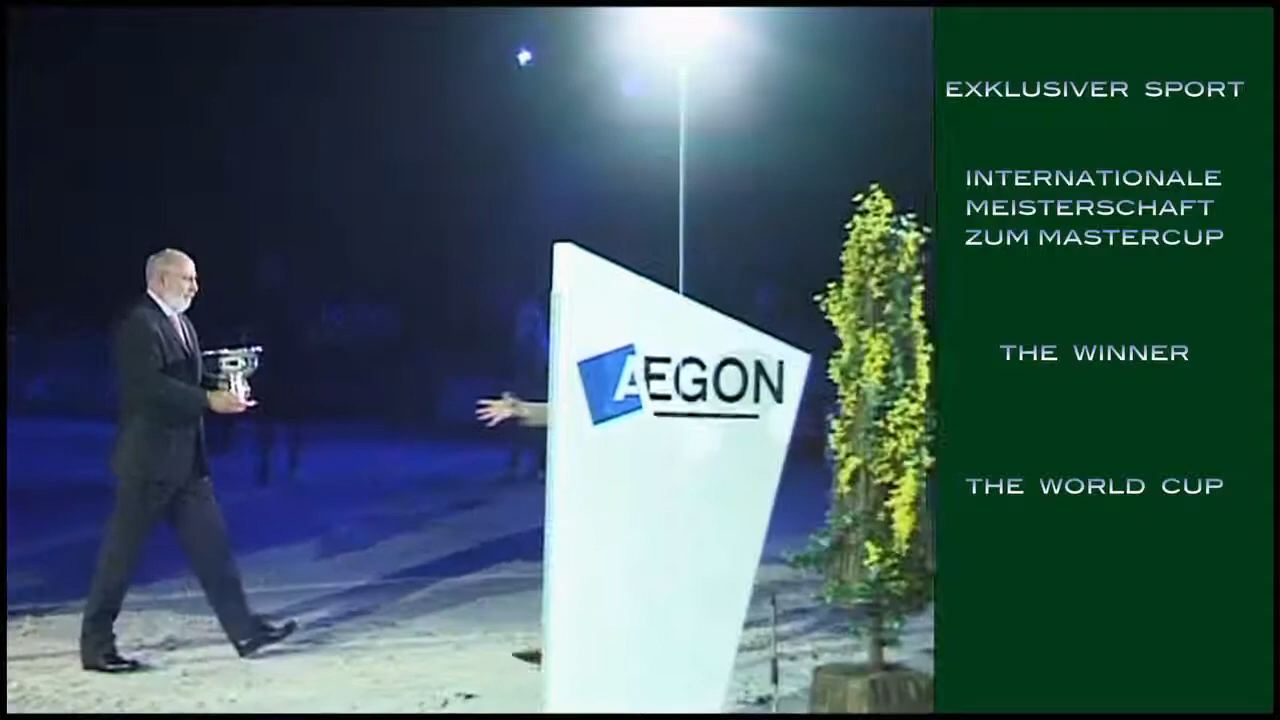 AEGON
EXKLUSIVER SPORT
INTERNATIONALE
MEISTERSCHAFT
ZUM MASTERCUP
THE WINNER
THE WORLD CUP